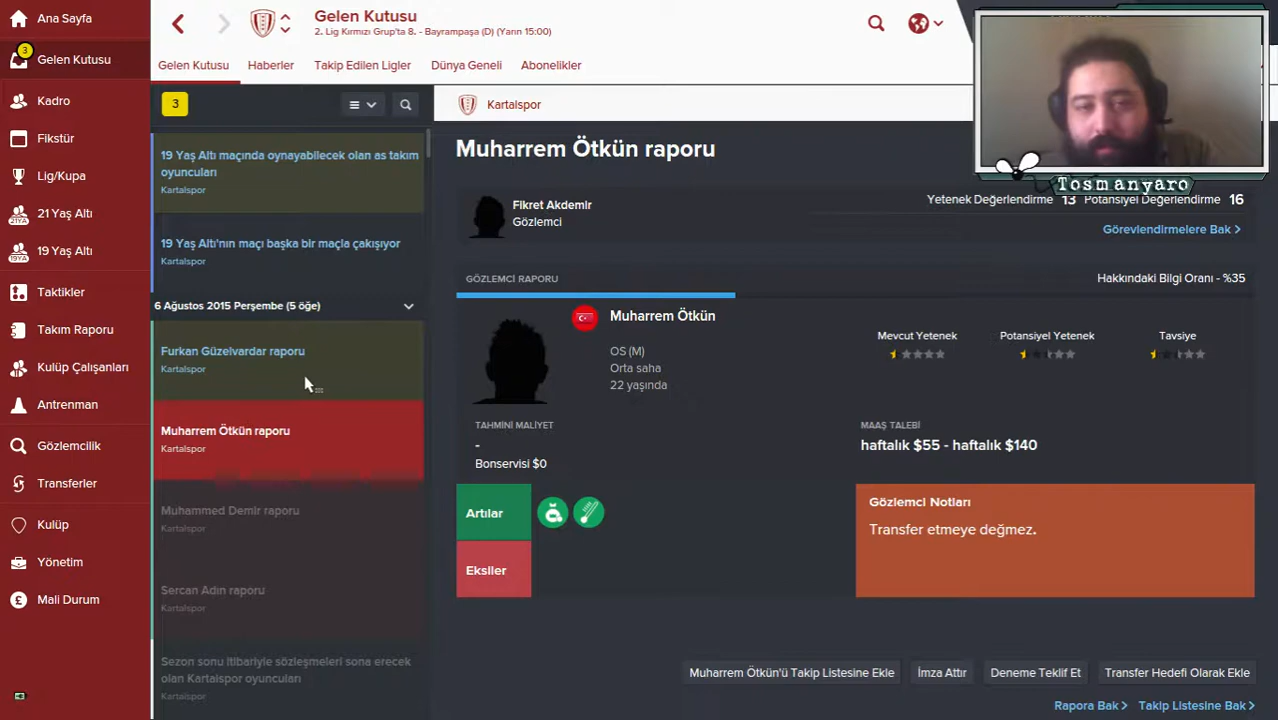 Ana Sayfa
3
Gelen Kutusu
Kadro
Fikstür
Lig/Kupa
21YA
21 Yaş Altı
19YA
19 Yaş Altı
Taktikler
Takım Raporu
Kulüp Çalışanları
Antrenman
Gözlemcilik
Transferler
Kulüp
Yönetim
Mali Durum
Gelen Kutusu
2. Lig Kırmızı Grup'ta 8. - Bayrampaşa (D) (Yarın 15:00)
Gelen Kutusu Haberler Takip Edilen Ligler Dünya Geneli Abonelikler
3
19 Yaş Altı maçında oynayabilecek olan as takım
oyuncuları
Kartalspor
19 Yaş Altı'nın maçı başka bir maçla çakışıyor
Kartalspor
6 Ağustos 2015 Perşembe (5 öğe)
Furkan Güzelvardar raporu
Kartalspor
Muharrem Ötkün raporu
Kartalspor
Muhammed Demir raporu
Kartalspor
Sercan Adın raporu
Kartalspor
Sezon sonu itibariyle sözleşmeleri sona erecek
olan Kartalspor oyuncuları
Kartalspor
Kartalspor
Muharrem Ötkün raporu
Tosmanyaro
Fikret Akdemir
Gözlemci
Yetenek Değerlendirme 13 Potansiyel Değerlendirme 16
Görevlendirmelere Bak >
GÖZLEMCİ RAPORU
Hakkındaki Bilgi Oranı - %35
Muharrem Ötkün
OS (M)
Orta saha
22 yaşında
Mevcut Yetenek Potansiyel Yetenek Tavsiye
TAHMİNİ MALİYET
-
Bonservisi $0
MAAŞ TALEBİ
haftalık $55 - haftalık $140
Artılar
Eksiler
Gözlemci Notları
Transfer etmeye değmez.
Muharrem Ötkün'ü Takip Listesine Ekle İmza Attır Deneme Teklif Et Transfer Hedefi Olarak Ekle
Rapora Bak > Takip Listesine Bak >